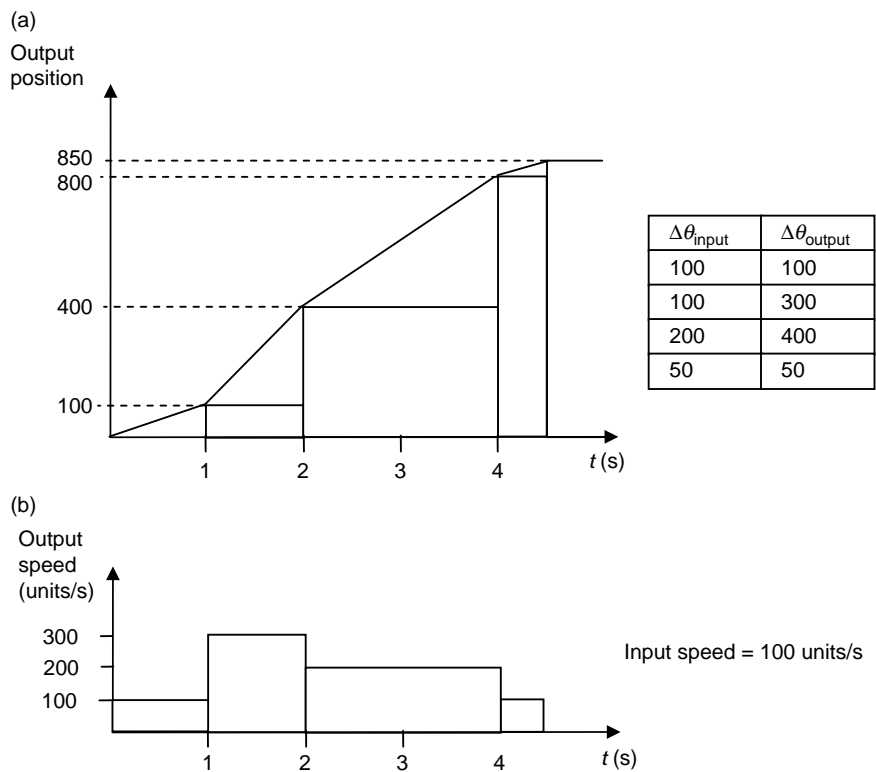 (a)
Output
position
850
800
400
100
1 2 3 4 t (s)
Δθinput Δθoutput
100 100
100 300
200 400
50 50
(b)
Output
speed
(units/s)
300
200
100
1 2 3 4 t (s)
Input speed = 100 units/s